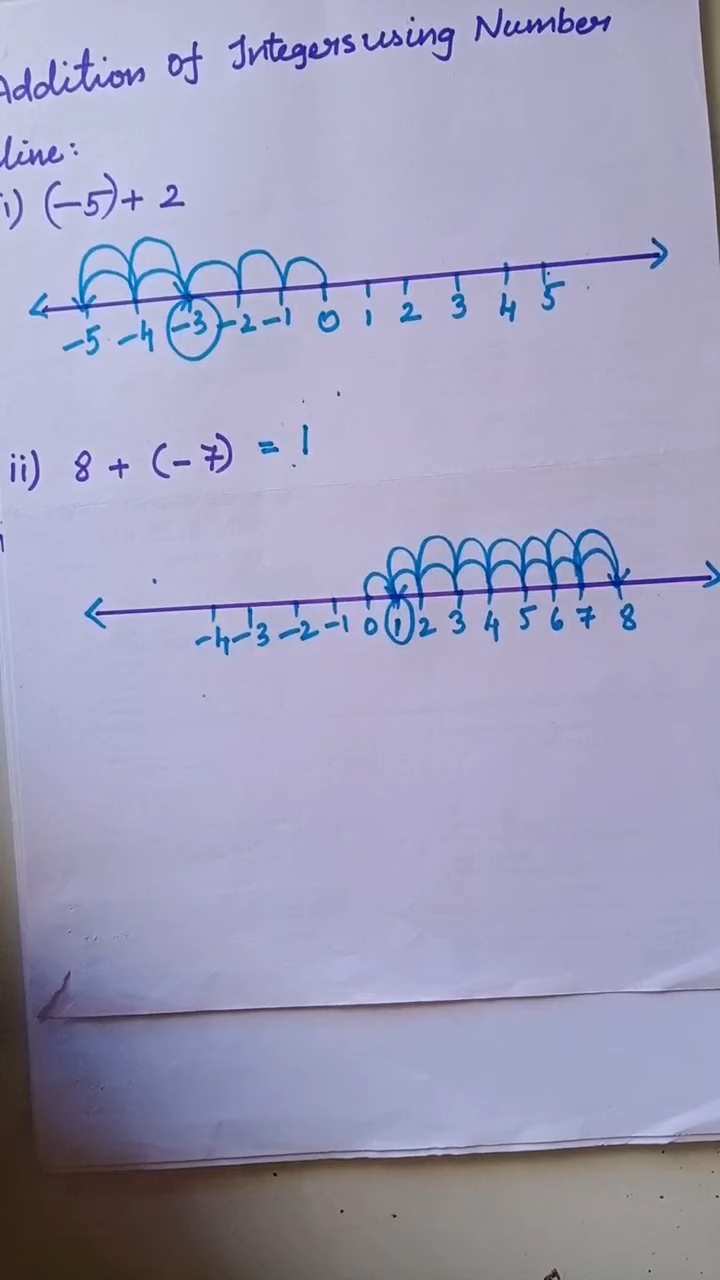 Addition of Integers using Number
line:
i) (-5)+ 2
-5 -4 -3 -2 -1 0 1 2 3 4 5
ii) 8 + (-7) = 1
-4 -3 -2 -1 0 1 2 3 4 5 6 7 8